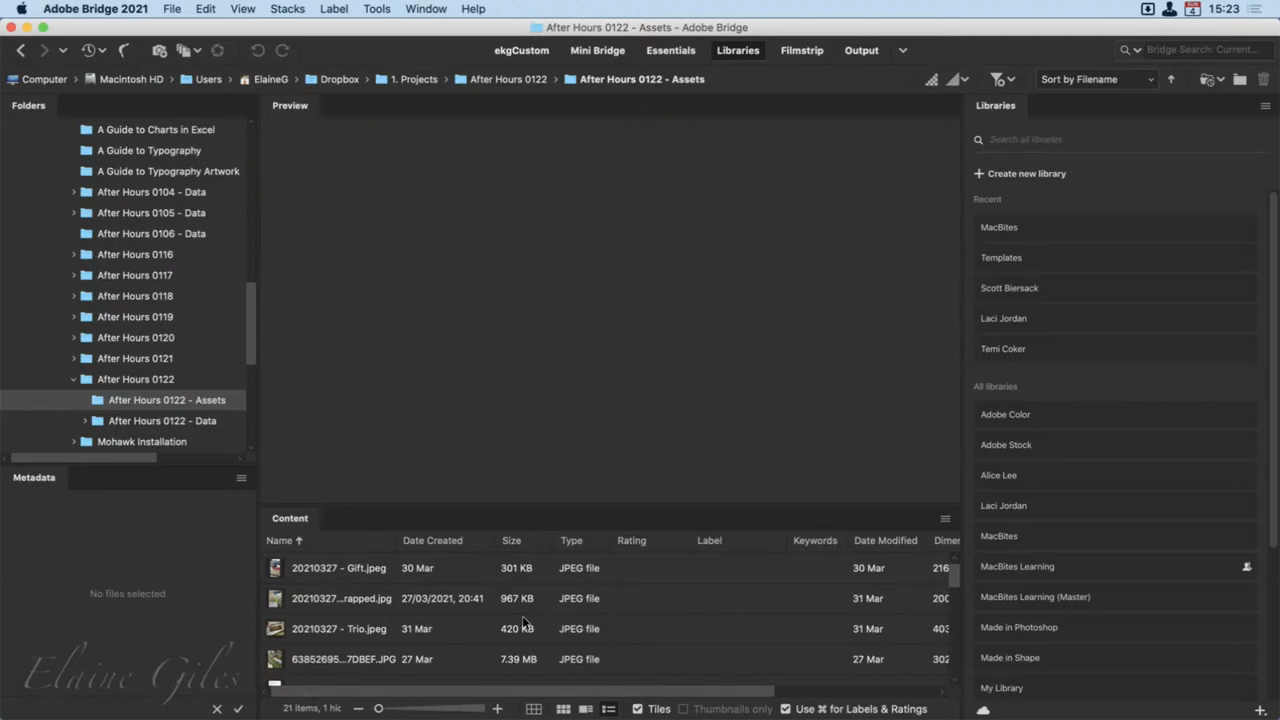 Adobe Bridge 2021 File Edit View Stacks Label Tools Window Help SUN 4 15:23
After Hours 0122 - Assets - Adobe Bridge
ekgCustom Mini Bridge Essentials Libraries Filmstrip Output Bridge Search: Current...
Computer Macintosh HD Users ElaineG Dropbox 1. Projects After Hours 0122 After Hours 0122 - Assets Sort by Filename
Folders
A Guide to Charts in Excel
A Guide to Typography
A Guide to Typography Artwork
After Hours 0104 - Data
After Hours 0105 - Data
After Hours 0106 - Data
After Hours 0116
After Hours 0117
After Hours 0118
After Hours 0119
After Hours 0120
After Hours 0121
After Hours 0122
After Hours 0122 - Assets
After Hours 0122 - Data
Mohawk Installation
Metadata
No files selected
Elaine Giles
Preview
Content
Name Date Created Size Type Rating Label Keywords Date Modified Dimen
20210327 - Gift.jpeg 30 Mar 301 KB JPEG file 30 Mar 216
20210327...rapped.jpg 27/03/2021, 20:41 967 KB JPEG file 31 Mar 200
20210327 - Trio.jpeg 31 Mar 420 KB JPEG file 31 Mar 403
63852695...7DBEF.JPG 27 Mar 7.39 MB JPEG file 27 Mar 302
21 items, 1 hic Tiles Thumbnails only Use ⌘ for Labels & Ratings
Libraries
Search all libraries
Create new library
Recent
MacBites
Templates
Scott Biersack
Laci Jordan
Temi Coker
All libraries
Adobe Color
Adobe Stock
Alice Lee
Laci Jordan
MacBites
MacBites Learning
MacBites Learning (Master)
Made in Photoshop
Made in Shape
My Library